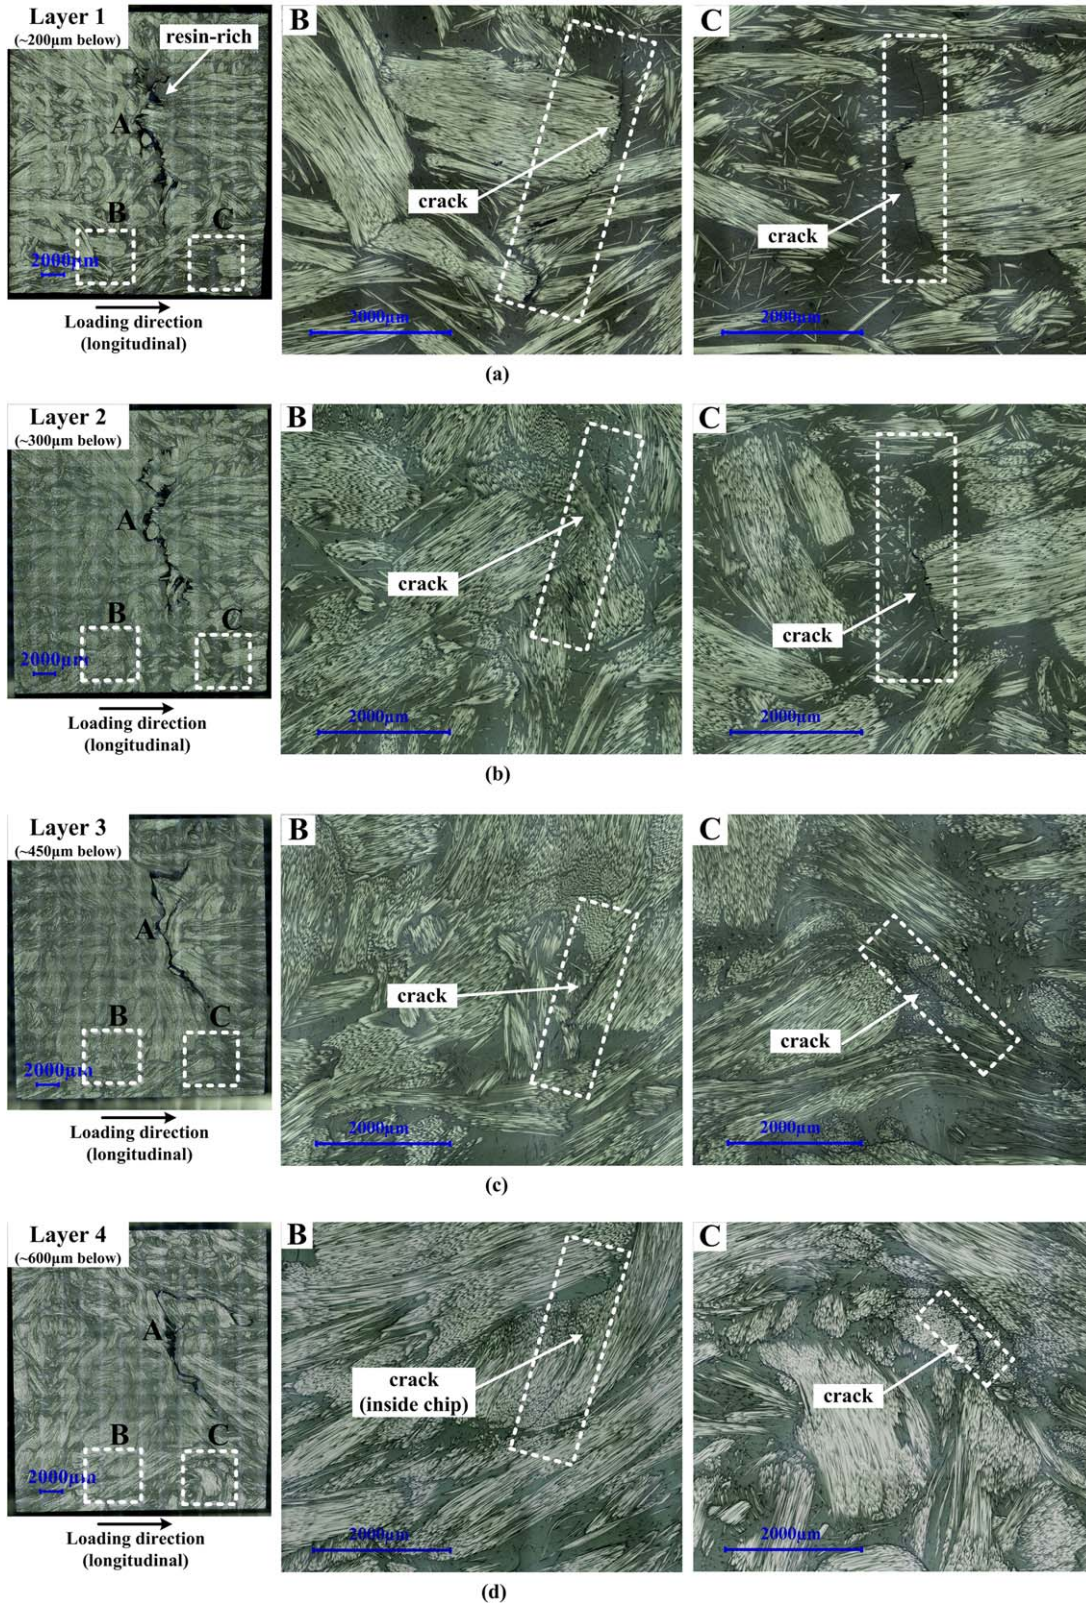 Layer 1
(~200µm below)
resin-rich
A
B
C
2000µm
Loading direction
(longitudinal)
B
crack
2000µm
C
crack
2000µm
(a)
Layer 2
(~300µm below)
A
B
C
2000µm
Loading direction
(longitudinal)
B
crack
2000µm
C
crack
2000µm
(b)
Layer 3
(~450µm below)
A
B
C
2000µm
Loading direction
(longitudinal)
B
crack
2000µm
C
crack
2000µm
(c)
Layer 4
(~600µm below)
A
B
C
2000µm
Loading direction
(longitudinal)
B
crack
(inside chip)
2000µm
C
crack
2000µm
(d)